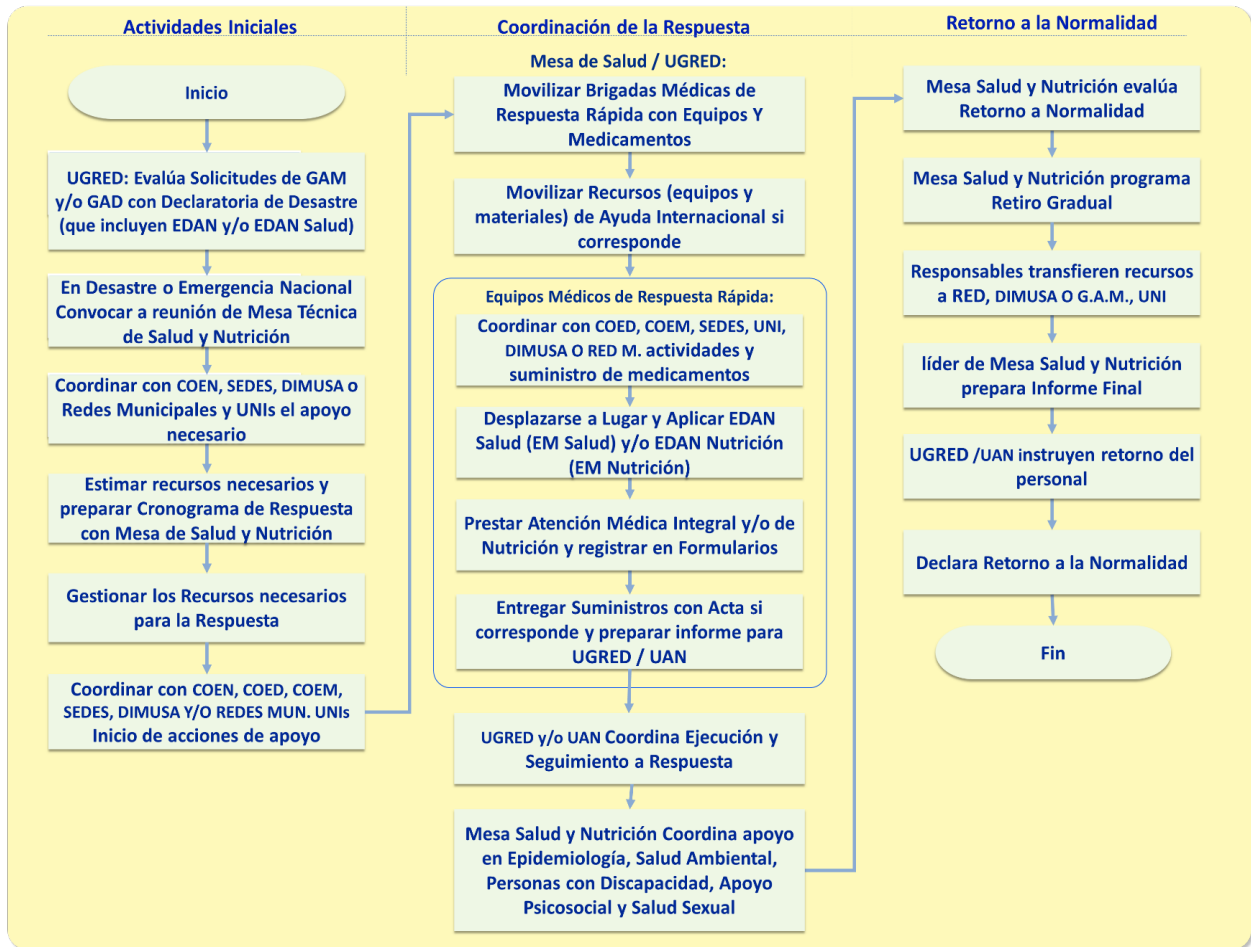 Actividades Iniciales
Inicio
UGRED: Evalúa Solicitudes de GAM
y/o GAD con Declaratoria de Desastre
(que incluyen EDAN y/o EDAN Salud)
En Desastre o Emergencia Nacional
Convocar a reunión de Mesa Técnica
de Salud y Nutrición
Coordinar con COEN, SEDES, DIMUSA o
Redes Municipales y UNIs el apoyo
necesario
Estimar recursos necesarios y
preparar Cronograma de Respuesta
con Mesa de Salud y Nutrición
Gestionar los Recursos necesarios
para la Respuesta
Coordinar con COEN, COED, COEM,
SEDES, DIMUSA Y/O REDES MUN. UNIs
Inicio de acciones de apoyo
Coordinación de la Respuesta
Mesa de Salud / UGRED:
Movilizar Brigadas Médicas de
Respuesta Rápida con Equipos Y
Medicamentos
Movilizar Recursos (equipos y
materiales) de Ayuda Internacional si
corresponde
Equipos Médicos de Respuesta Rápida:
Coordinar con COED, COEM, SEDES, UNI,
DIMUSA O RED M. actividades y
suministro de medicamentos
Desplazarse a Lugar y Aplicar EDAN
Salud (EM Salud) y/o EDAN Nutrición
(EM Nutrición)
Prestar Atención Médica Integral y/o de
Nutrición y registrar en Formularios
Entregar Suministros con Acta si
corresponde y preparar informe para
UGRED / UAN
UGRED y/o UAN Coordina Ejecución y
Seguimiento a Respuesta
Mesa Salud y Nutrición Coordina apoyo
en Epidemiología, Salud Ambiental,
Personas con Discapacidad, Apoyo
Psicosocial y Salud Sexual
Retorno a la Normalidad
Mesa Salud y Nutrición evalúa
Retorno a Normalidad
Mesa Salud y Nutrición programa
Retiro Gradual
Responsables transfieren recursos
a RED, DIMUSA O G.A.M., UNI
líder de Mesa Salud y Nutrición
prepara Informe Final
UGRED /UAN instruyen retorno del
personal
Declara Retorno a la Normalidad
Fin